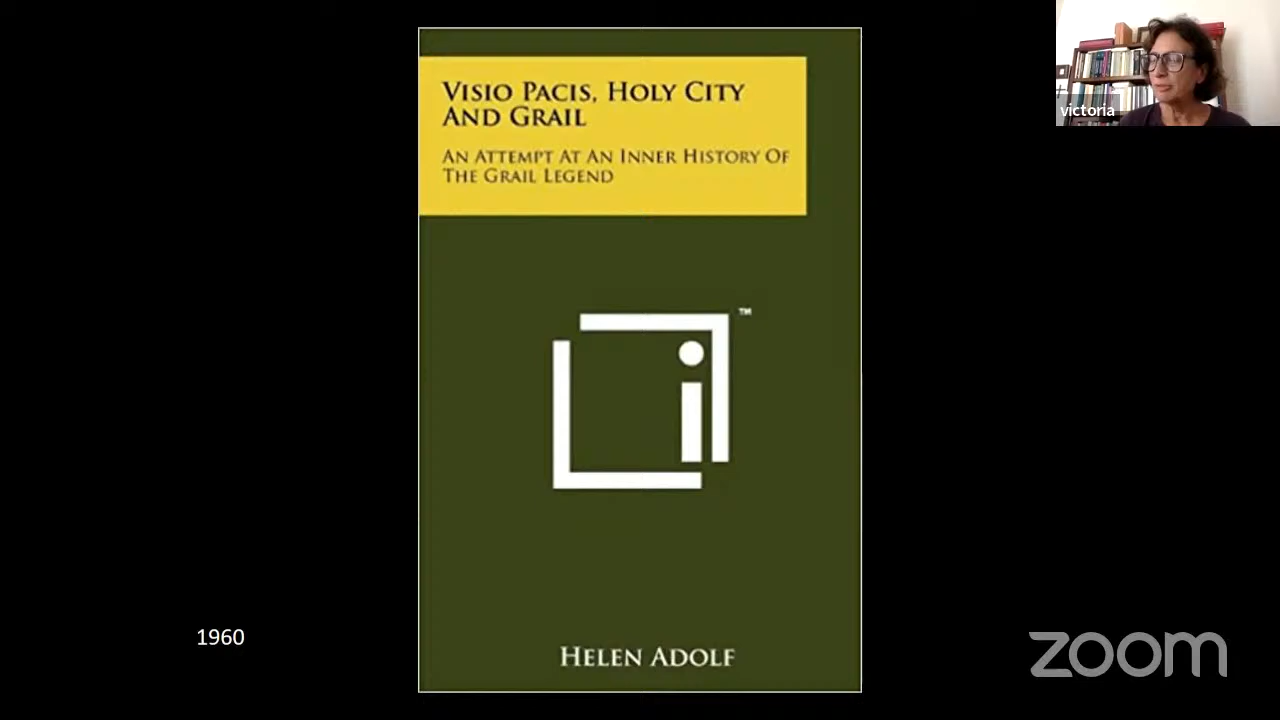 victoria
VISIO PACIS, HOLY CITY
AND GRAIL
AN ATTEMPT AT AN INNER HISTORY OF
THE GRAIL LEGEND
TM
HELEN ADOLF
1960
zoom